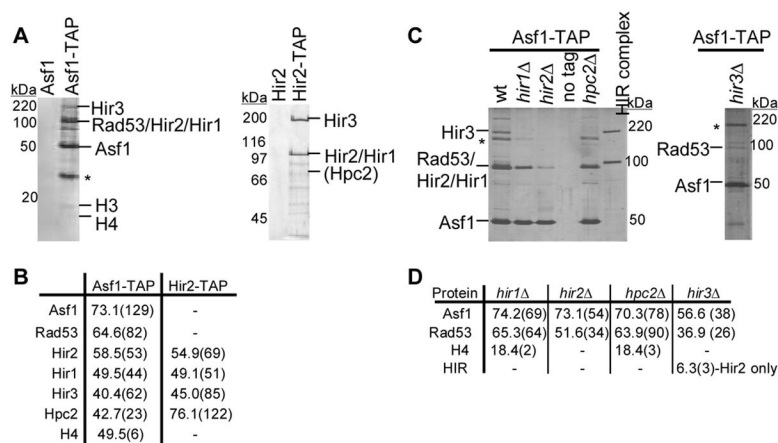 A
Asf1
Asf1-TAP
kDa
220
100
50
20
Hir3
Rad53/Hir2/Hir1
Asf1
*
H3
H4
Hir2
Hir2-TAP
kDa
200
116
97
66
45
Hir3
Hir2/Hir1
(Hpc2)
C
Asf1-TAP
wt
hir1Δ
hir2Δ
no tag
hpc2Δ
HIR complex
Hir3
*
Rad53/
Hir2/Hir1
Asf1
kDa
220
100
50
Asf1-TAP
hir3Δ
kDa
*
Rad53
Asf1
220
100
50
B
Asf1-TAP Hir2-TAP
Asf1 73.1(129) -
Rad53 64.6(82) -
Hir2 58.5(53) 54.9(69)
Hir1 49.5(44) 49.1(51)
Hir3 40.4(62) 45.0(85)
Hpc2 42.7(23) 76.1(122)
H4 49.5(6) -
D
Protein hir1Δ hir2Δ hpc2Δ hir3Δ
Asf1 74.2(69) 73.1(54) 70.3(78) 56.6 (38)
Rad53 65.3(64) 51.6(34) 63.9(90) 36.9 (26)
H4 18.4(2) - 18.4(3) -
HIR - - - 6.3(3)-Hir2 only